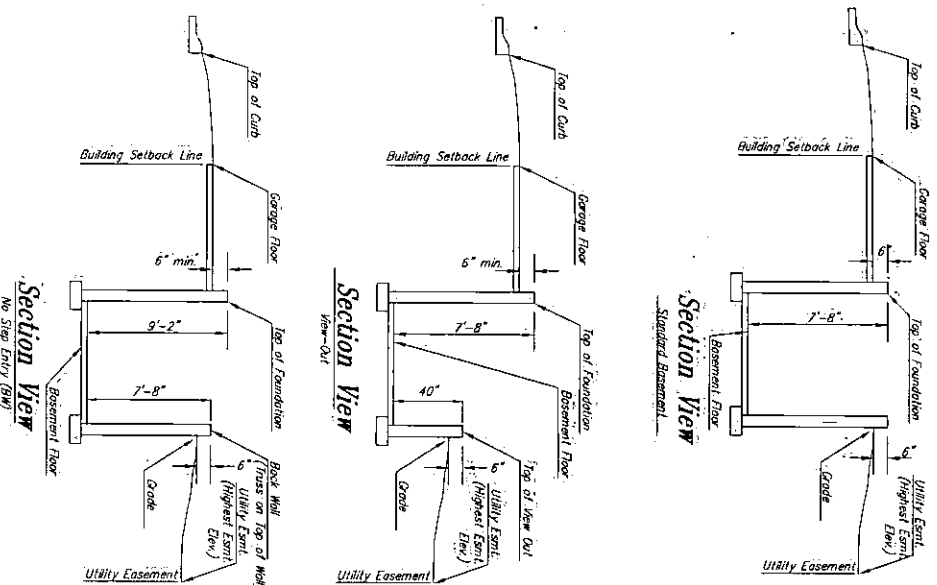 Top of Curb
Building Setback Line
Garage Floor
6"
Top of Foundation
7'-8"
Basement Floor
6"
Utility Esmt.
(Highest Esmt.
Elev.)
Grade
Utility Easement
Section View
Standard Basement
Top of Curb
Building Setback Line
Garage Floor
6" min.
Top of Foundation
7'-8"
Basement Floor
40"
Top of View Out
6"
Utility Esmt.
(Highest Esmt.
Elev.)
Grade
Utility Easement
Section View
View-Out
Top of Curb
Building Setback Line
Garage Floor
6" min.
Top of Foundation
9'-2"
7'-8"
Basement Floor
Back Wall
(Truss on Top of Wall
6"
Utility Esmt.
(Highest Esmt.
Elev.)
Grade
Utility Easement
Section View
No Step Entry (BW)